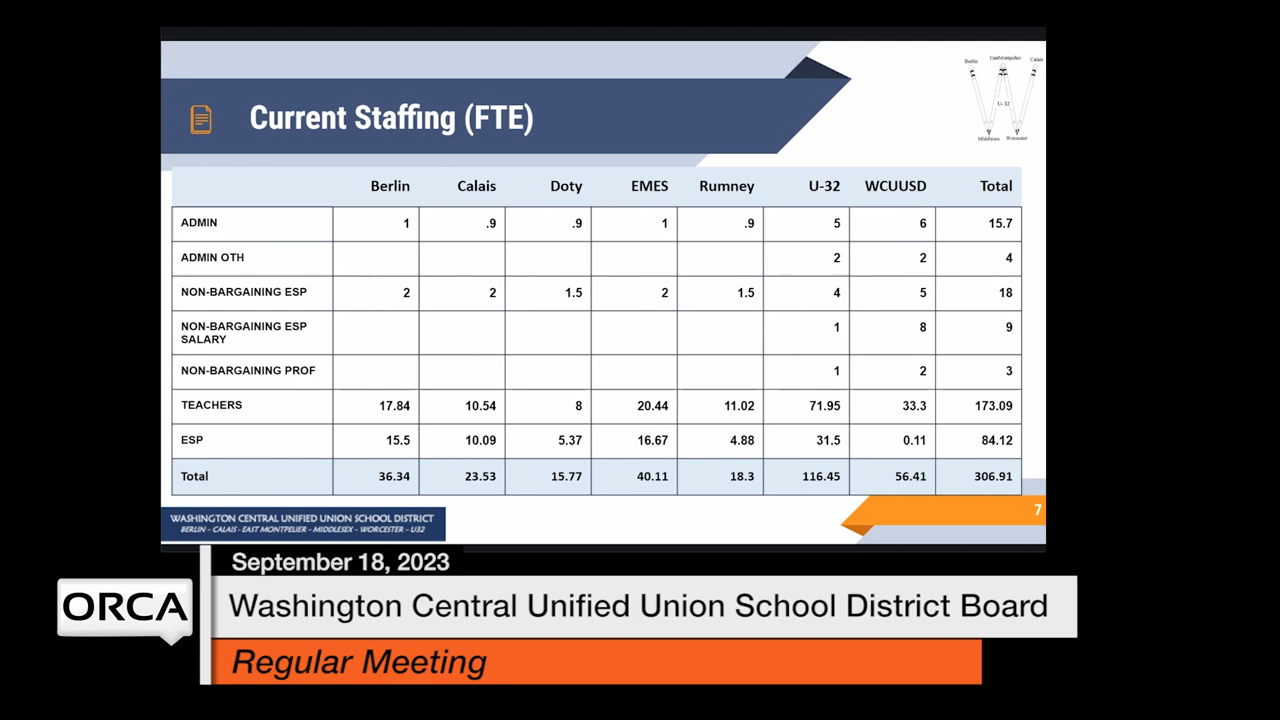 Berlin EastMontpelier Calais
U- 32
Middlesex Worcester
Current Staffing (FTE)
Berlin Calais Doty EMES Rumney U-32 WCUUSD Total
ADMIN 1 .9 .9 1 .9 5 6 15.7
ADMIN OTH 2 2 4
NON-BARGAINING ESP 2 2 1.5 2 1.5 4 5 18
NON-BARGAINING ESP
SALARY 1 8 9
NON-BARGAINING PROF 1 2 3
TEACHERS 17.84 10.54 8 20.44 11.02 71.95 33.3 173.09
ESP 15.5 10.09 5.37 16.67 4.88 31.5 0.11 84.12
Total 36.34 23.53 15.77 40.11 18.3 116.45 56.41 306.91
7
WASHINGTON CENTRAL UNIFIED UNION SCHOOL DISTRICT
BERLIN – CALAIS - EAST MONTPELIER – MIDDLESEX – WORCESTER – U32
September 18, 2023
ORCA
Washington Central Unified Union School District Board
Regular Meeting